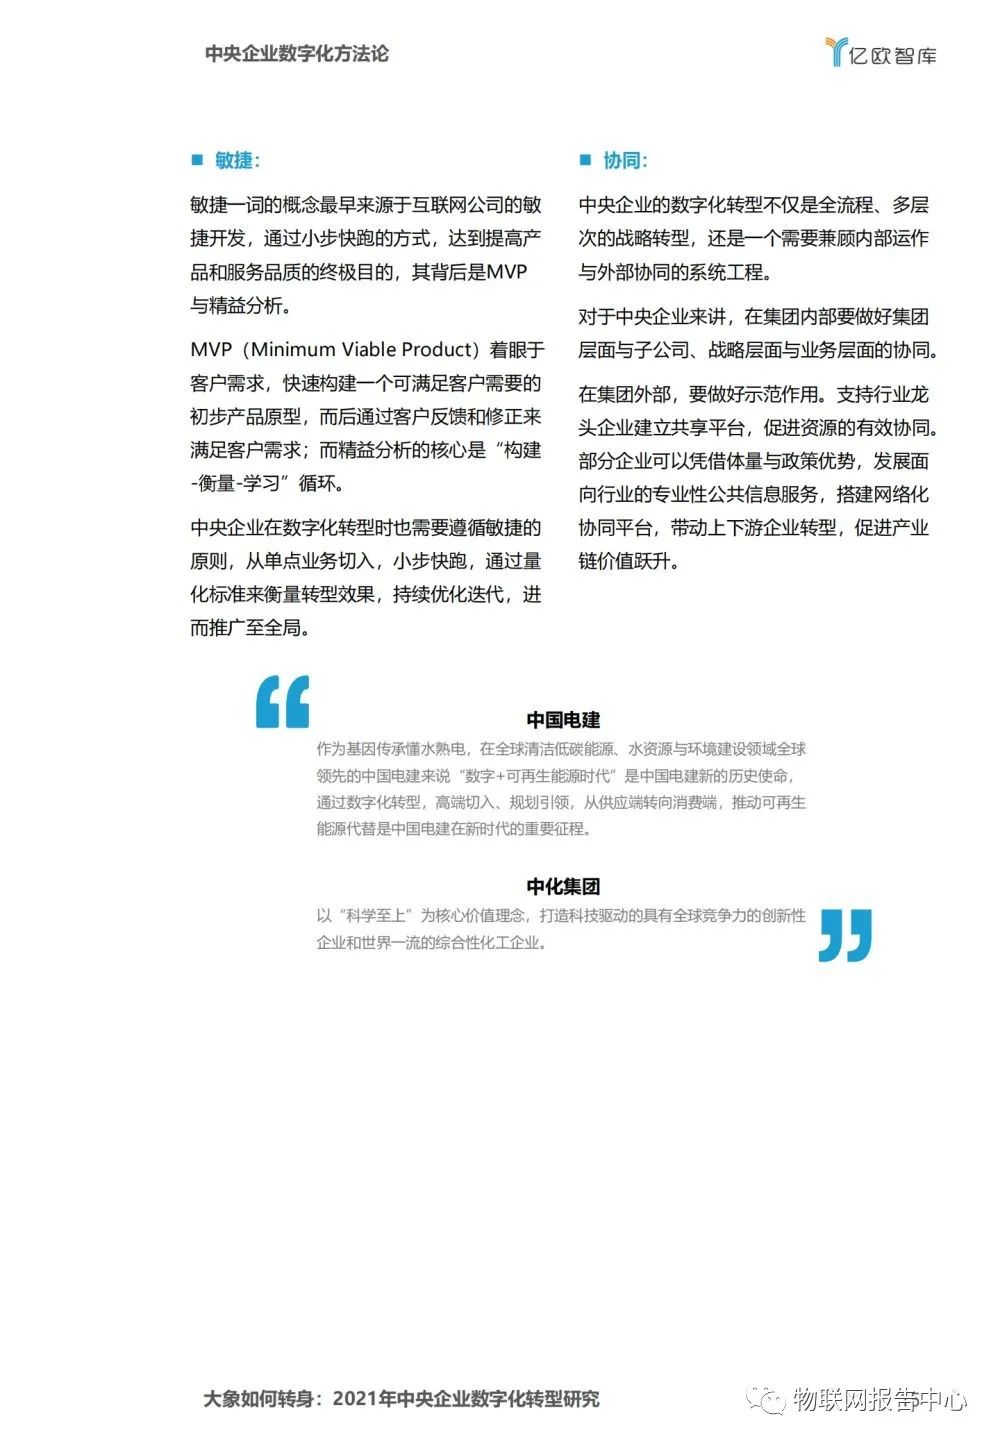 中央企业数字化方法论
亿欧智库
敏捷：
敏捷一词的概念最早来源于互联网公司的敏
捷开发，通过小步快跑的方式，达到提高产
品和服务品质的终极目的，其背后是MVP
与精益分析。
MVP（Minimum Viable Product）着眼于
客户需求，快速构建一个可满足客户需要的
初步产品原型，而后通过客户反馈和修正来
满足客户需求；而精益分析的核心是“构建
-衡量-学习”循环。
中央企业在数字化转型时也需要遵循敏捷的
原则，从单点业务切入，小步快跑，通过量
化标准来衡量转型效果，持续优化迭代，进
而推广至全局。
协同：
中央企业的数字化转型不仅是全流程、多层
次的战略转型，还是一个需要兼顾内部运作
与外部协同的系统工程。
对于中央企业来讲，在集团内部要做好集团
层面与子公司、战略层面与业务层面的协同。
在集团外部，要做好示范作用。支持行业龙
头企业建立共享平台，促进资源的有效协同。
部分企业可以凭借体量与政策优势，发展面
向行业的专业性公共信息服务，搭建网络化
协同平台，带动上下游企业转型，促进产业
链价值跃升。
“
中国电建
作为基因传承懂水熟电，在全球清洁低碳能源、水资源与环境建设领域全球
领先的中国电建来说“数字+可再生能源时代”是中国电建新的历史使命，
通过数字化转型，高端切入、规划引领，从供应端转向消费端，推动可再生
能源代替是中国电建在新时代的重要征程。
中化集团
以“科学至上”为核心价值理念，打造科技驱动的具有全球竞争力的创新性
企业和世界一流的综合性化工企业。
”
大象如何转身：2021年中央企业数字化转型研究
物联网报告中心